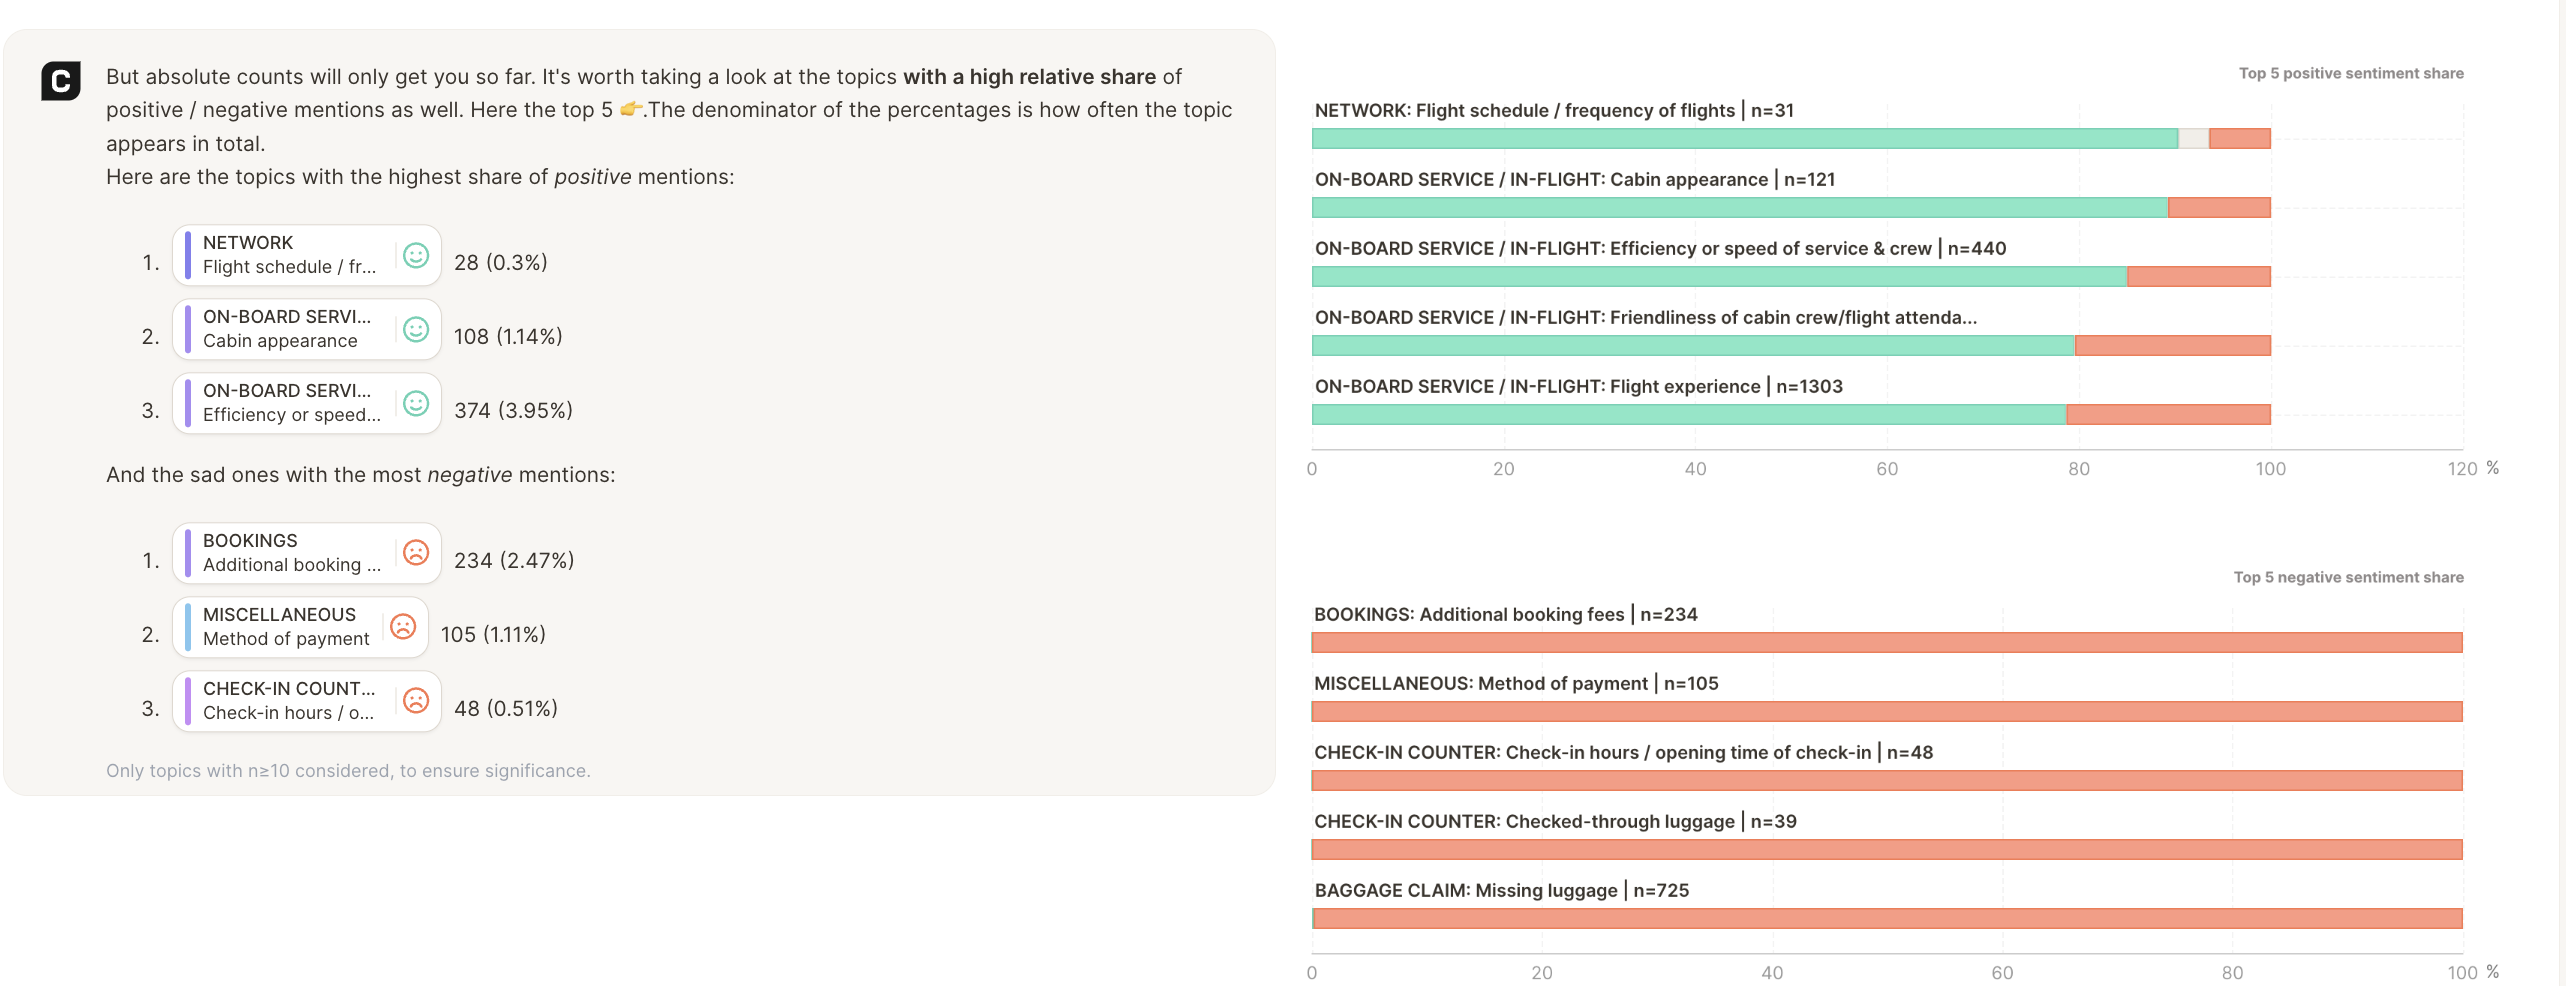 C
But absolute counts will only get you so far. It's worth taking a look at the topics with a high relative share of
positive / negative mentions as well. Here the top 5 👉.The denominator of the percentages is how often the topic
appears in total.
Here are the topics with the highest share of positive mentions:
1. NETWORK
Flight schedule / fr...
28 (0.3%)
2. ON-BOARD SERVI...
Cabin appearance
108 (1.14%)
3. ON-BOARD SERVI...
Efficiency or speed...
374 (3.95%)
And the sad ones with the most negative mentions:
1. BOOKINGS
Additional booking ...
234 (2.47%)
2. MISCELLANEOUS
Method of payment
105 (1.11%)
3. CHECK-IN COUNT...
Check-in hours / o...
48 (0.51%)
Only topics with n≥10 considered, to ensure significance.
Top 5 positive sentiment share
NETWORK: Flight schedule / frequency of flights | n=31
ON-BOARD SERVICE / IN-FLIGHT: Cabin appearance | n=121
ON-BOARD SERVICE / IN-FLIGHT: Efficiency or speed of service & crew | n=440
ON-BOARD SERVICE / IN-FLIGHT: Friendliness of cabin crew/flight attenda...
ON-BOARD SERVICE / IN-FLIGHT: Flight experience | n=1303
0 20 40 60 80 100 120 %
Top 5 negative sentiment share
BOOKINGS: Additional booking fees | n=234
MISCELLANEOUS: Method of payment | n=105
CHECK-IN COUNTER: Check-in hours / opening time of check-in | n=48
CHECK-IN COUNTER: Checked-through luggage | n=39
BAGGAGE CLAIM: Missing luggage | n=725
0 20 40 60 80 100 %